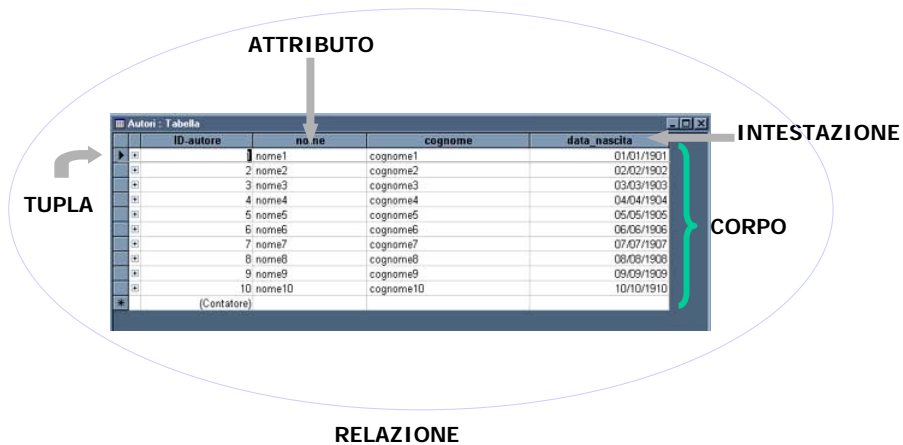 ATTRIBUTO
Autori : Tabella
ID-autore nome cognome data_nascita
INTESTAZIONE
1 nome1 cognome1 01/01/1901
2 nome2 cognome2 02/02/1902
3 nome3 cognome3 03/03/1903
TUPLA
4 nome4 cognome4 04/04/1904
5 nome5 cognome5 05/05/1905
CORPO
6 nome6 cognome6 06/06/1906
7 nome7 cognome7 07/07/1907
8 nome8 cognome8 08/08/1908
9 nome9 cognome9 09/09/1909
10 nome10 cognome10 10/10/1910
(Contatore)
RELAZIONE